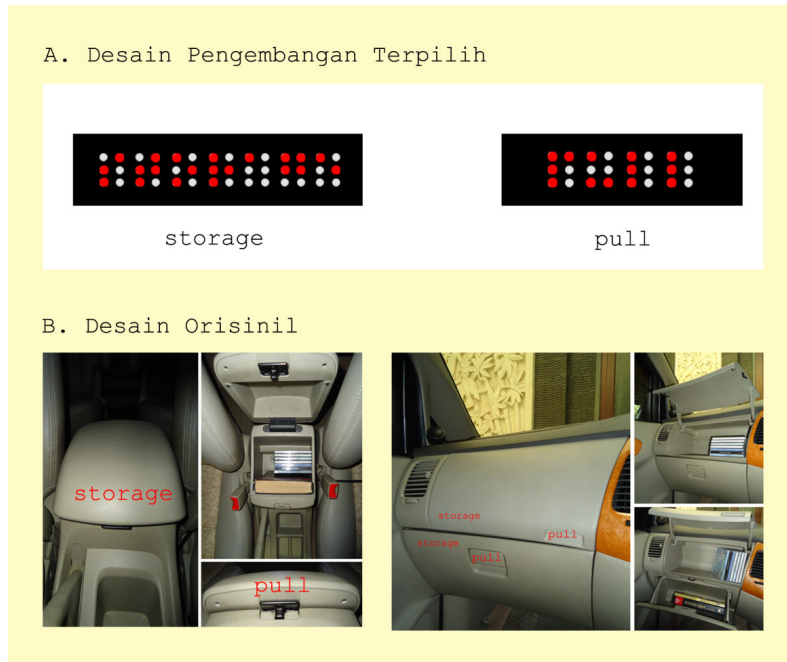 A. Desain Pengembangan Terpilih
storage
pull
B. Desain Orisinil
storage
pull
storage
pull
storage
pull